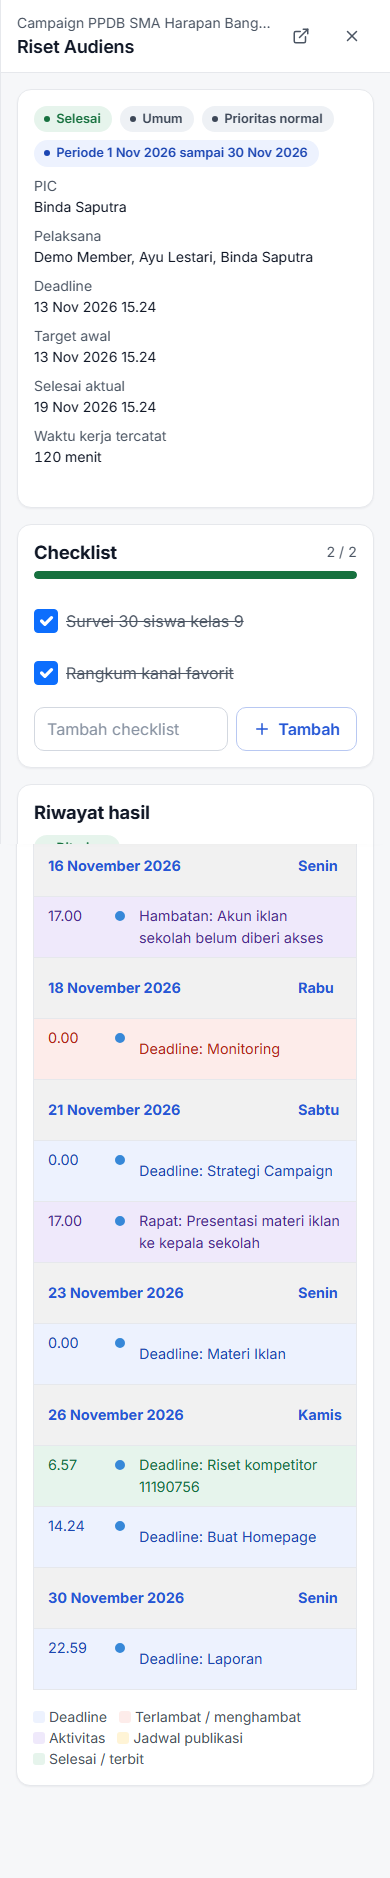 Campaign PPDB SMA Harapan Bang...
Riset Audiens
Selesai
Umum
Prioritas normal
Periode 1 Nov 2026 sampai 30 Nov 2026
PIC
Binda Saputra
Pelaksana
Demo Member, Ayu Lestari, Binda Saputra
Deadline
13 Nov 2026 15.24
Target awal
13 Nov 2026 15.24
Selesai aktual
19 Nov 2026 15.24
Waktu kerja tercatat
120 menit
Checklist 2 / 2
Survei 30 siswa kelas 9
Rangkum kanal favorit
Tambah checklist
+ Tambah
Riwayat hasil
16 November 2026 Senin
17.00 Hambatan: Akun iklan
sekolah belum diberi akses
18 November 2026 Rabu
0.00 Deadline: Monitoring
21 November 2026 Sabtu
0.00 Deadline: Strategi Campaign
17.00 Rapat: Presentasi materi iklan
ke kepala sekolah
23 November 2026 Senin
0.00 Deadline: Materi Iklan
26 November 2026 Kamis
6.57 Deadline: Riset kompetitor
11190756
14.24 Deadline: Buat Homepage
30 November 2026 Senin
22.59 Deadline: Laporan
Deadline Terlambat / menghambat
Aktivitas Jadwal publikasi
Selesai / terbit